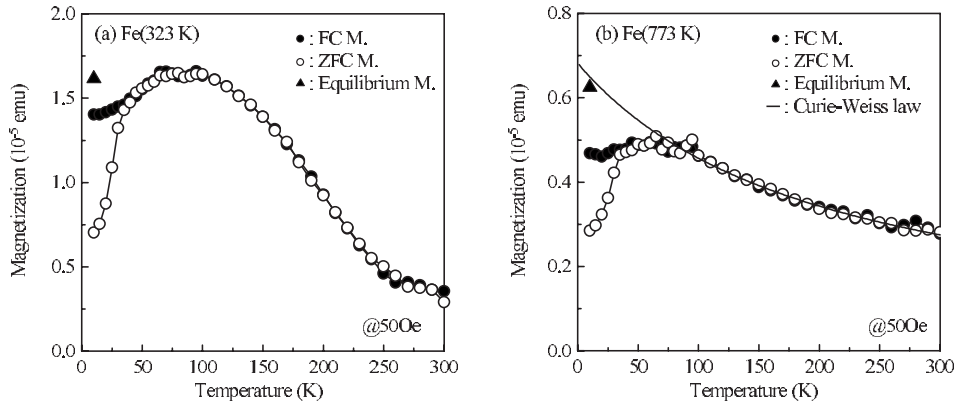 (a) Fe(323 K)
: FC M.
: ZFC M.
: Equilibrium M.
2.0
1.5
1.0
0.5
0.0
Magnetization (10⁻⁵ emu)
@50Oe
0 50 100 150 200 250 300
Temperature (K)
(b) Fe(773 K)
: FC M.
: ZFC M.
: Equilibrium M.
: Curie-Weiss law
0.8
0.6
0.4
0.2
0.0
Magnetization (10⁻⁵ emu)
@50Oe
0 50 100 150 200 250 300
Temperature (K)